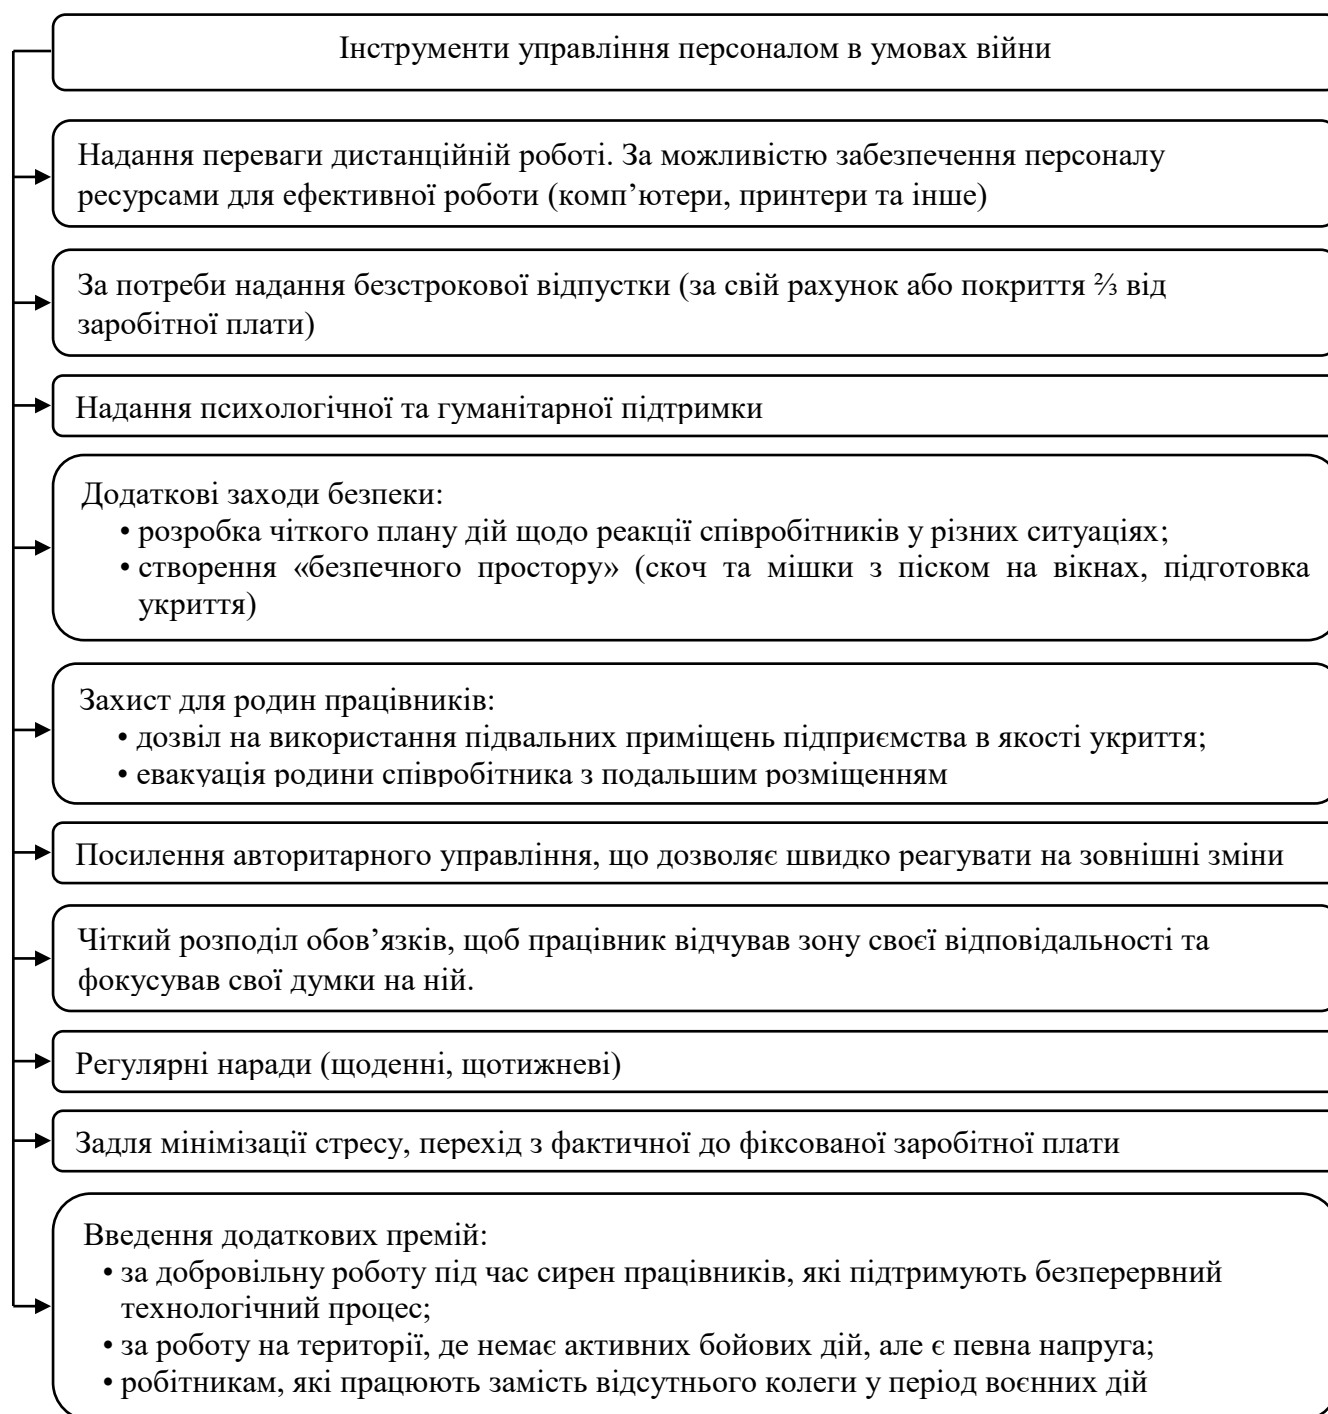 Інструменти управління персоналом в умовах війни
Надання переваги дистанційній роботі. За можливістю забезпечення персоналу
ресурсами для ефективної роботи (комп’ютери, принтери та інше)
За потреби надання безстрокової відпустки (за свій рахунок або покриття ⅔ від
заробітної плати)
Надання психологічної та гуманітарної підтримки
Додаткові заходи безпеки:
• розробка чіткого плану дій щодо реакції співробітників у різних ситуаціях;
• створення «безпечного простору» (скоч та мішки з піском на вікнах, підготовка
укриття)
Захист для родин працівників:
• дозвіл на використання підвальних приміщень підприємства в якості укриття;
• евакуація родини співробітника з подальшим розміщенням
Посилення авторитарного управління, що дозволяє швидко реагувати на зовнішні зміни
Чіткий розподіл обов’язків, щоб працівник відчував зону своєї відповідальності та
фокусував свої думки на ній.
Регулярні наради (щоденні, щотижневі)
Задля мінімізації стресу, перехід з фактичної до фіксованої заробітної плати
Введення додаткових премій:
• за добровільну роботу під час сирен працівників, які підтримують безперервний
технологічний процес;
• за роботу на території, де немає активних бойових дій, але є певна напруга;
• робітникам, які працюють замість відсутнього колеги у період воєнних дій